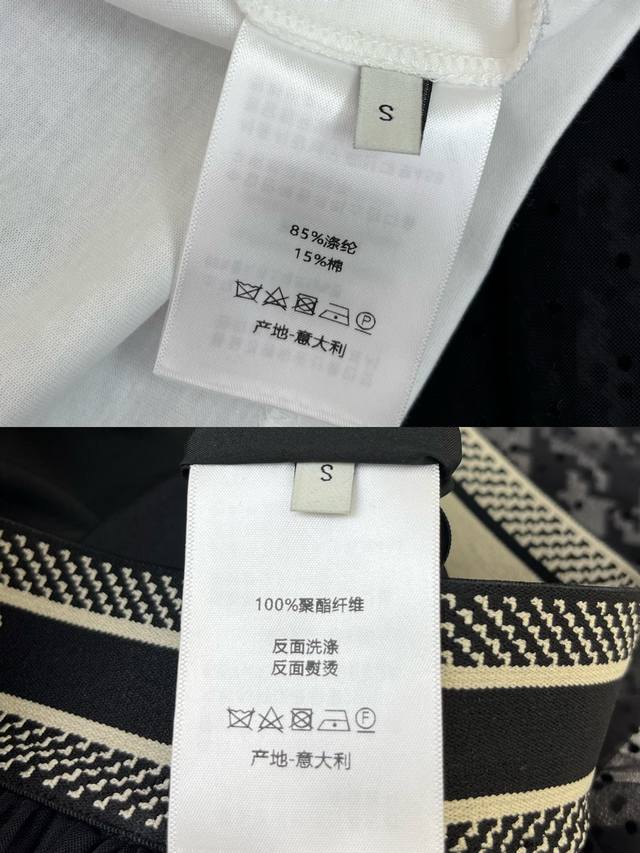 S
85%涤纶
15%棉
P
产地-意大利
S
100%聚酯纤维
反面洗涤
反面熨烫
F
产地-意大利